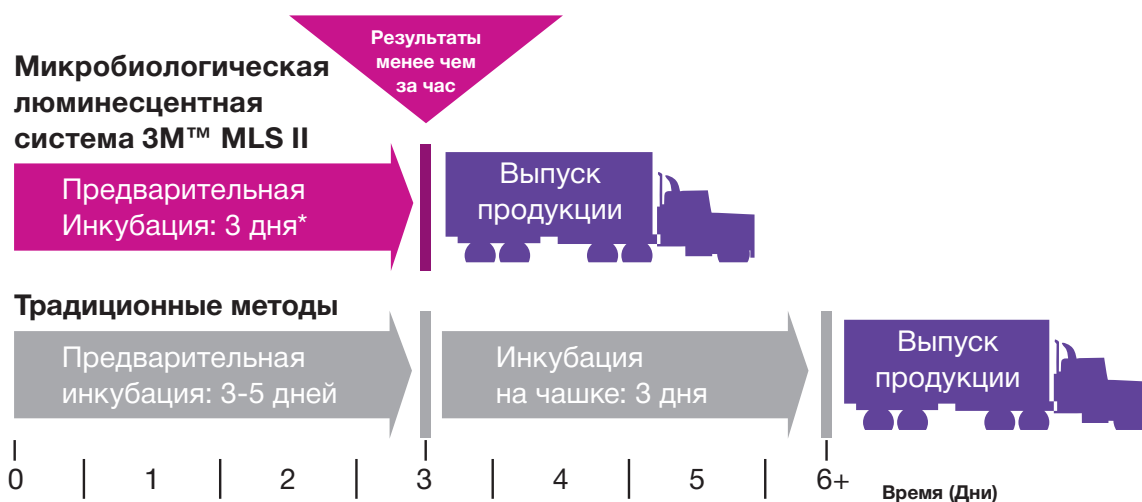 Результаты
менее чем
за час
Микробиологическая
люминесцентная
система 3M™ MLS II
Предварительная
Инкубация: 3 дня*
Выпуск
продукции
Традиционные методы
Предварительная
инкубация: 3-5 дней
Инкубация
на чашке: 3 дня
Выпуск
продукции
0 1 2 3 4 5 6+ Время (Дни)